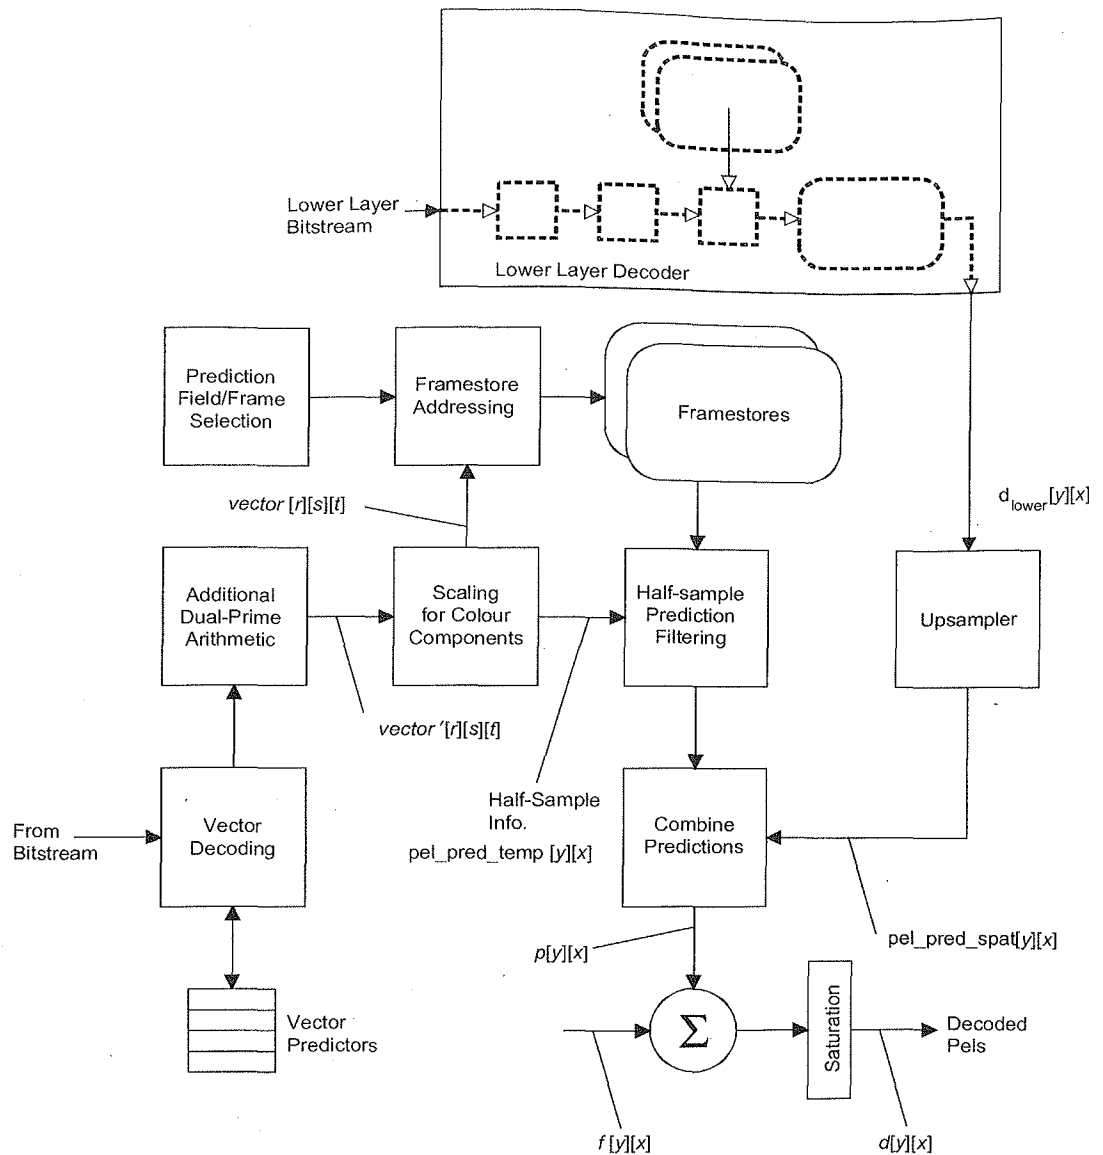 Lower Layer
Bitstream
Lower Layer Decoder
Prediction
Field/Frame
Selection
Framestore
Addressing
Framestores
vector [r][s][t]
d lower[y][x]
Additional
Dual-Prime
Arithmetic
Scaling
for Colour
Components
Half-sample
Prediction
Filtering
Upsampler
vector '[r][s][t]
From
Bitstream
Vector
Decoding
Half-Sample
Info.
pel_pred_temp [y][x]
Combine
Predictions
p[y][x]
pel_pred_spat[y][x]
Vector
Predictors
Σ
Saturation
Decoded
Pels
f [y][x]
d[y][x]